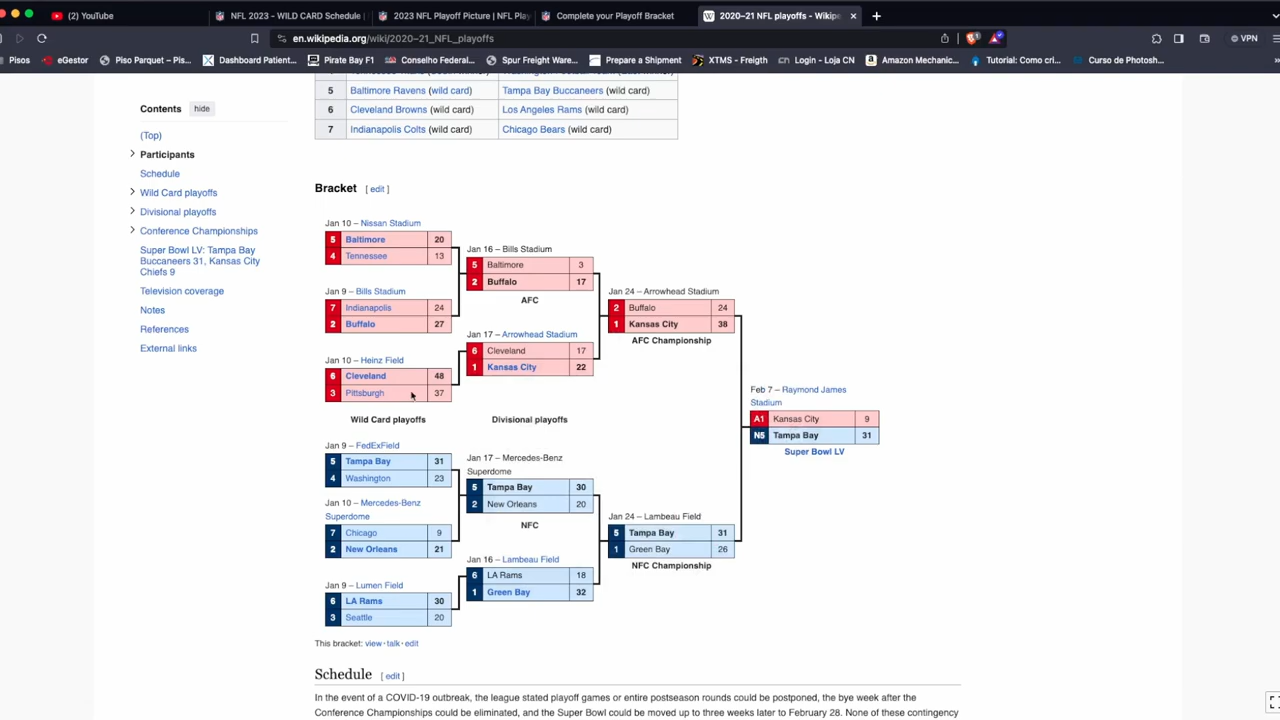 (2) YouTube
NFL 2023 - WILD CARD Schedule |
2023 NFL Playoff Picture | NFL Play
Complete your Playoff Bracket
2020–21 NFL playoffs - Wikipe
en.wikipedia.org/wiki/2020–21_NFL_playoffs
VPN
Pisos
eGestor
Piso Parquet – Pis...
Dashboard Patient...
Pirate Bay F1
Conselho Federal...
Spur Freight Ware...
Prepare a Shipment
XTMS - Freigth
Login - Loja CN
Amazon Mechanic...
Tutorial: Como cri...
Curso de Photosh...
Contents hide
(Top)
Participants
Schedule
Wild Card playoffs
Divisional playoffs
Conference Championships
Super Bowl LV: Tampa Bay
Buccaneers 31, Kansas City
Chiefs 9
Television coverage
Notes
References
External links
5 Baltimore Ravens (wild card) Tampa Bay Buccaneers (wild card)
6 Cleveland Browns (wild card) Los Angeles Rams (wild card)
7 Indianapolis Colts (wild card) Chicago Bears (wild card)
Bracket [ edit ]
Jan 10 – Nissan Stadium
5 Baltimore 20
4 Tennessee 13
Jan 9 – Bills Stadium
7 Indianapolis 24
2 Buffalo 27
Jan 10 – Heinz Field
6 Cleveland 48
3 Pittsburgh 37
Wild Card playoffs
Jan 9 – FedExField
5 Tampa Bay 31
4 Washington 23
Jan 10 – Mercedes-Benz
Superdome
7 Chicago 9
2 New Orleans 21
Jan 9 – Lumen Field
6 LA Rams 30
3 Seattle 20
Jan 16 – Bills Stadium
5 Baltimore 3
2 Buffalo 17
AFC
Jan 17 – Arrowhead Stadium
6 Cleveland 17
1 Kansas City 22
Divisional playoffs
Jan 17 – Mercedes-Benz
Superdome
5 Tampa Bay 30
2 New Orleans 20
NFC
Jan 16 – Lambeau Field
6 LA Rams 18
1 Green Bay 32
Jan 24 – Arrowhead Stadium
2 Buffalo 24
1 Kansas City 38
AFC Championship
Jan 24 – Lambeau Field
5 Tampa Bay 31
1 Green Bay 26
NFC Championship
Feb 7 – Raymond James
Stadium
A1 Kansas City 9
N5 Tampa Bay 31
Super Bowl LV
This bracket: view · talk · edit
Schedule [ edit ]
In the event of a COVID-19 outbreak, the league stated playoff games or entire postseason rounds could be postponed, the bye week after the
Conference Championships could be eliminated, and the Super Bowl could be moved up to three weeks later to February 28. None of these contingency